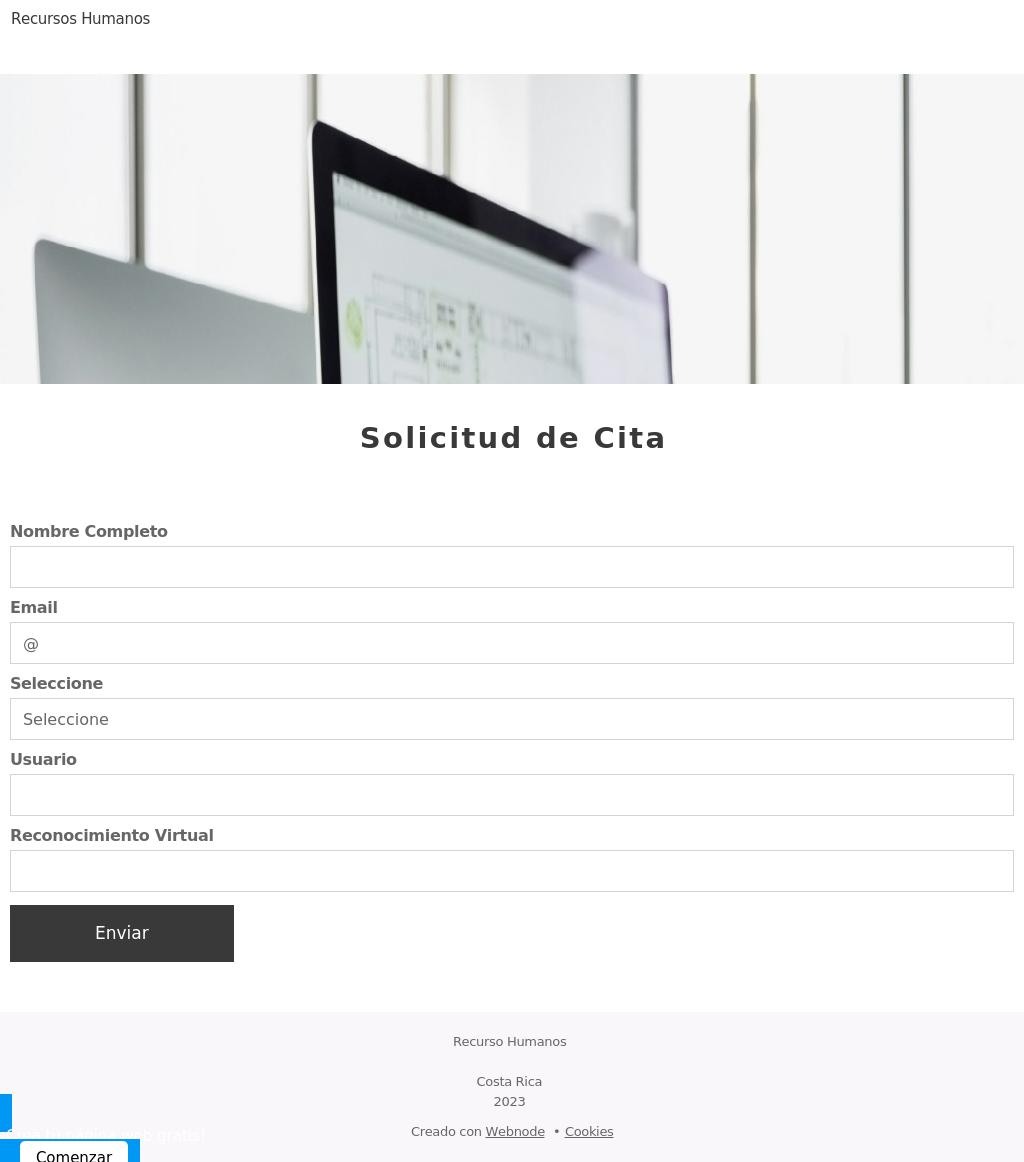 Recursos Humanos
Solicitud de Cita
Nombre Completo
Email
@
Seleccione
Seleccione
Usuario
Reconocimiento Virtual
Enviar
Recurso Humanos
Costa Rica
2023
Creado con Webnode • Cookies
¡Crea tu página web gratis!
Comenzar